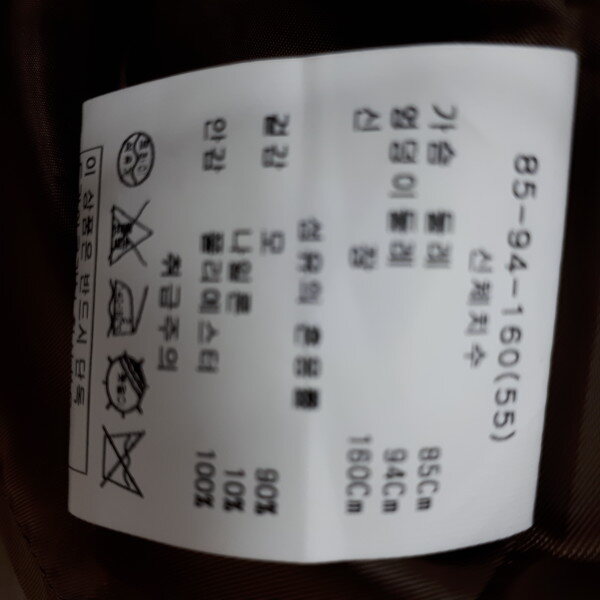 85-94-160(55)
신체치수
가슴 둘레 85Cm
엉덩이둘레 94Cm
신 장 160Cm
섬유의 혼용률
겉감 모 90%
나일론 10%
안감 폴리에스터 100%
취급주의
이 상품은 반드시 단독